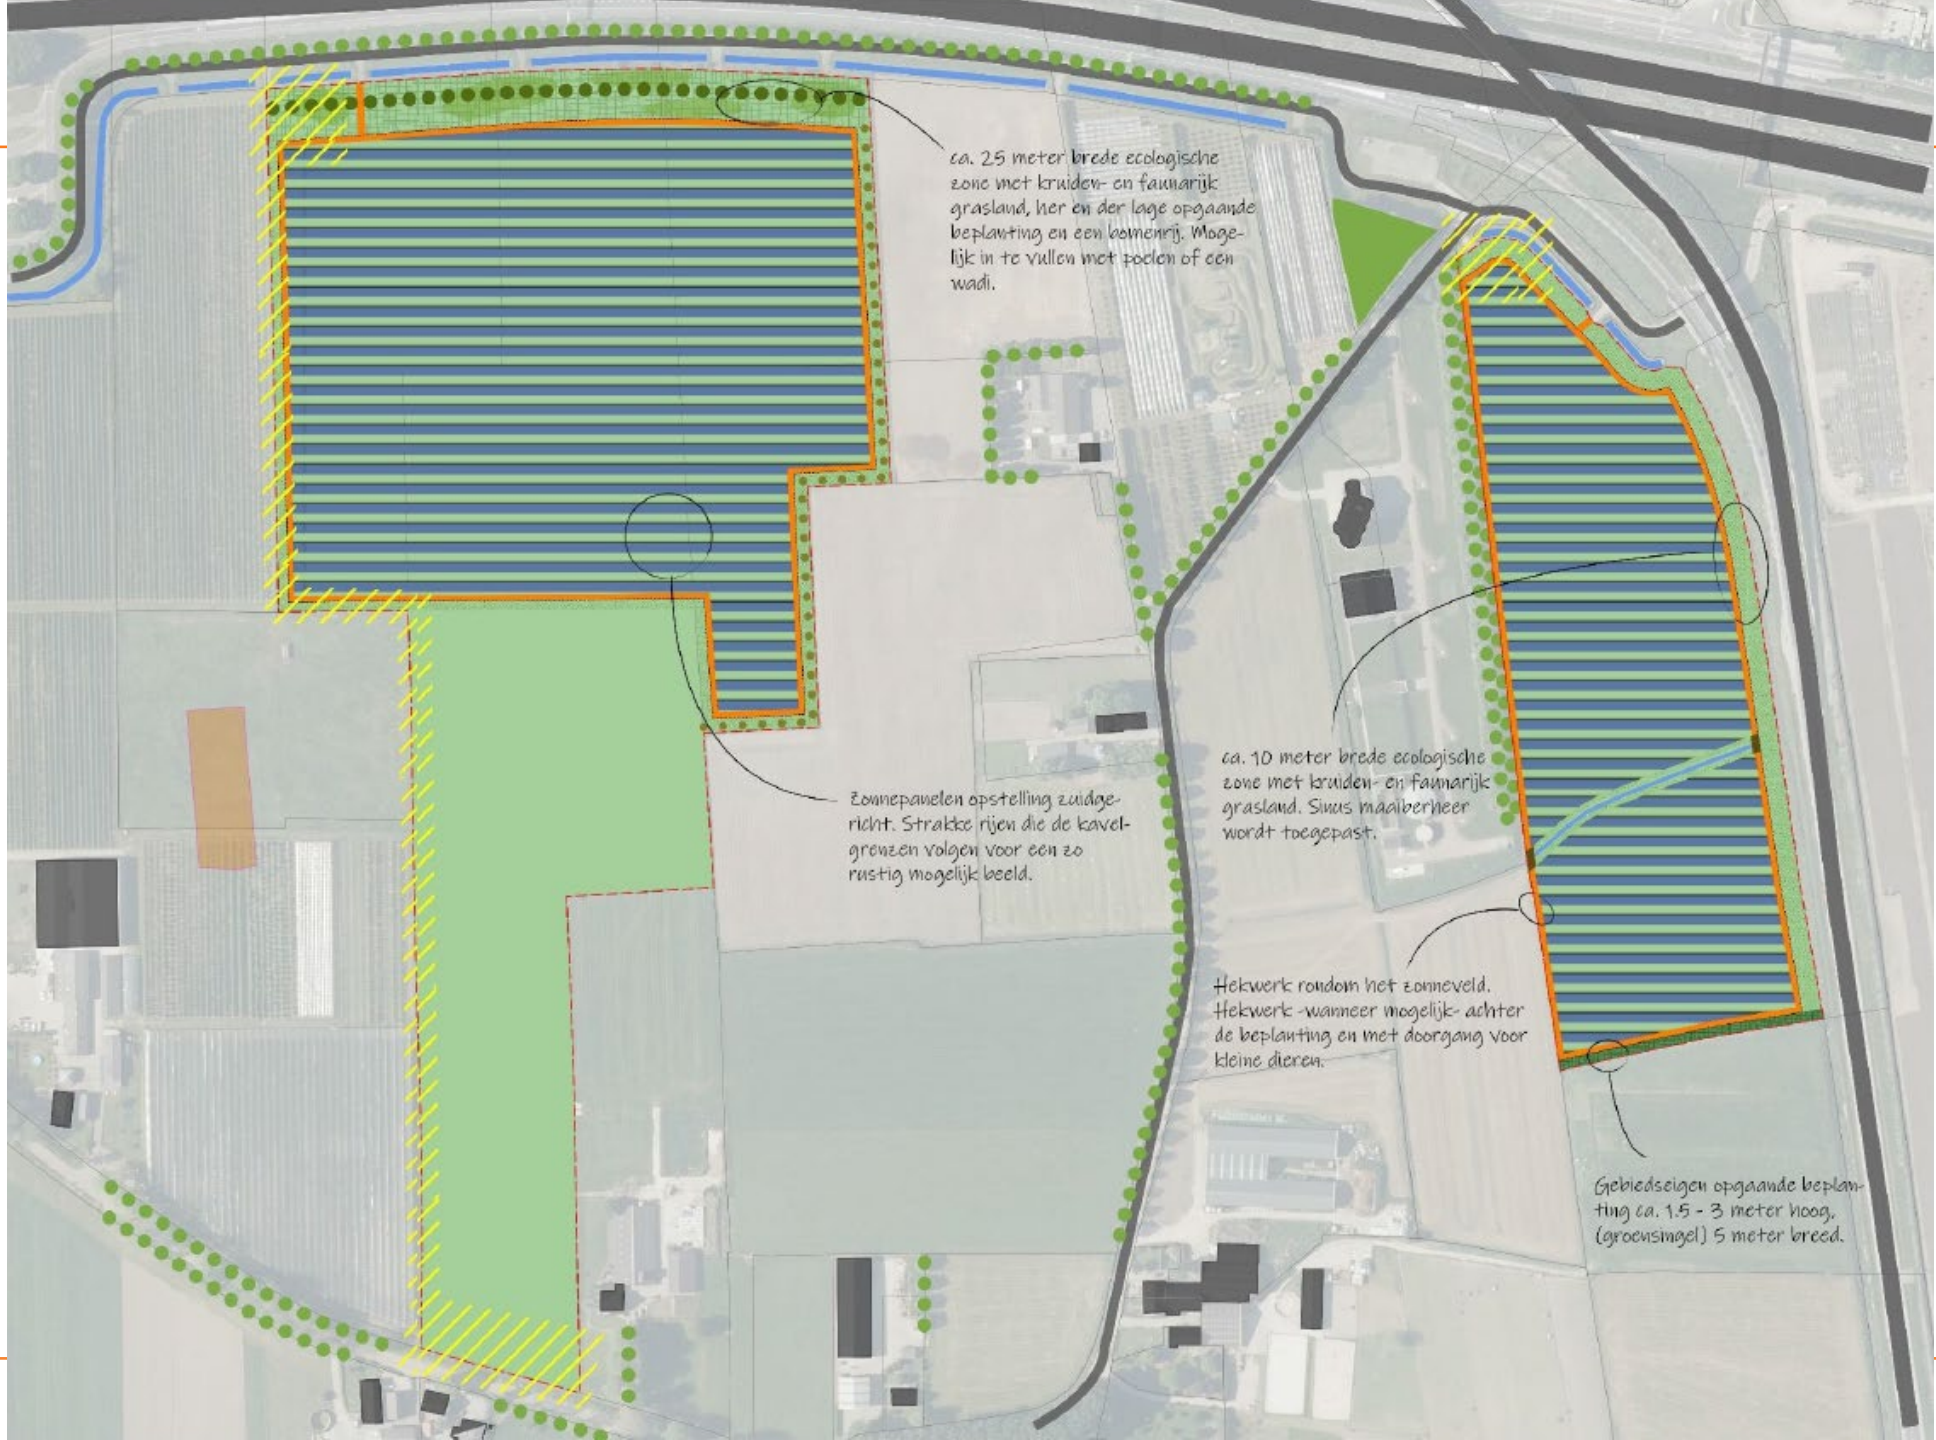 ca. 25 meter brede ecologische
zone met kruiden- en faunarijk
grasland, her en der lage opgaande
beplanting en een bomenrij. Moge-
lijk in te vullen met poelen of een
wadi.
ca. 10 meter brede ecologische
zone met kruiden- en faunarijk
grasland. Sinus maaiberheer
wordt toegepast.
Zonnepanelen opstelling zuidge-
richt. Strakke rijen die de kavel-
grenzen volgen voor een zo
rustig mogelijk beeld.
Hekwerk rondom het zonneveld.
Hekwerk -wanneer mogelijk- achter
de beplanting en met doorgang voor
kleine dieren.
Gebiedseigen opgaande beplan-
ting ca. 1.5 - 3 meter hoog,
(groensingel) 5 meter breed.